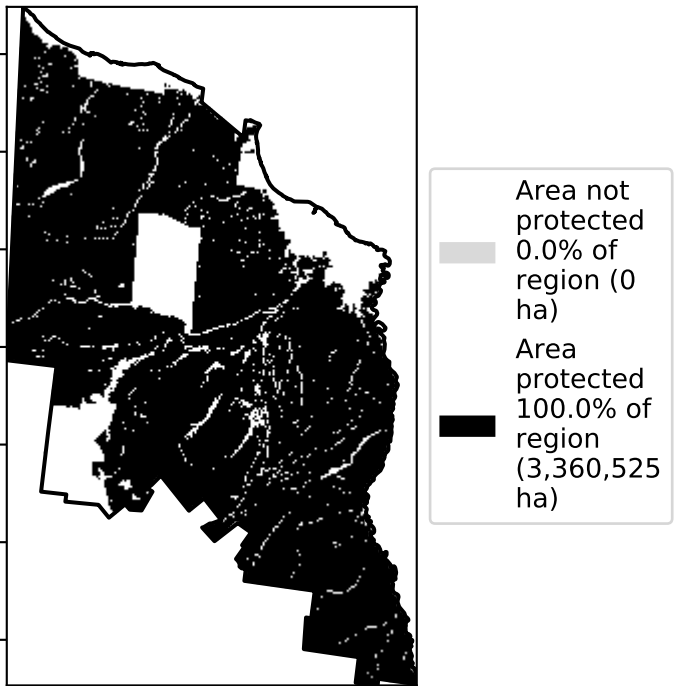 Area not
protected
0.0% of
region (0
ha)
Area
protected
100.0% of
region
(3,360,525
ha)